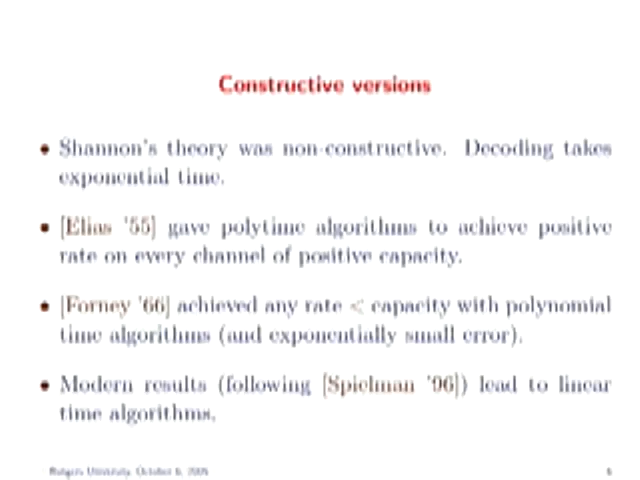 Constructive versions
• Shannon's theory was non-constructive. Decoding takes
exponential time.
• [Elias '55] gave polytime algorithms to achieve positive
rate on every channel of positive capacity.
• [Forney '66] achieved any rate < capacity with polynomial
time algorithms (and exponentially small error).
• Modern results (following [Spielman '96]) lead to linear
time algorithms.
Rutgers University, October 6,